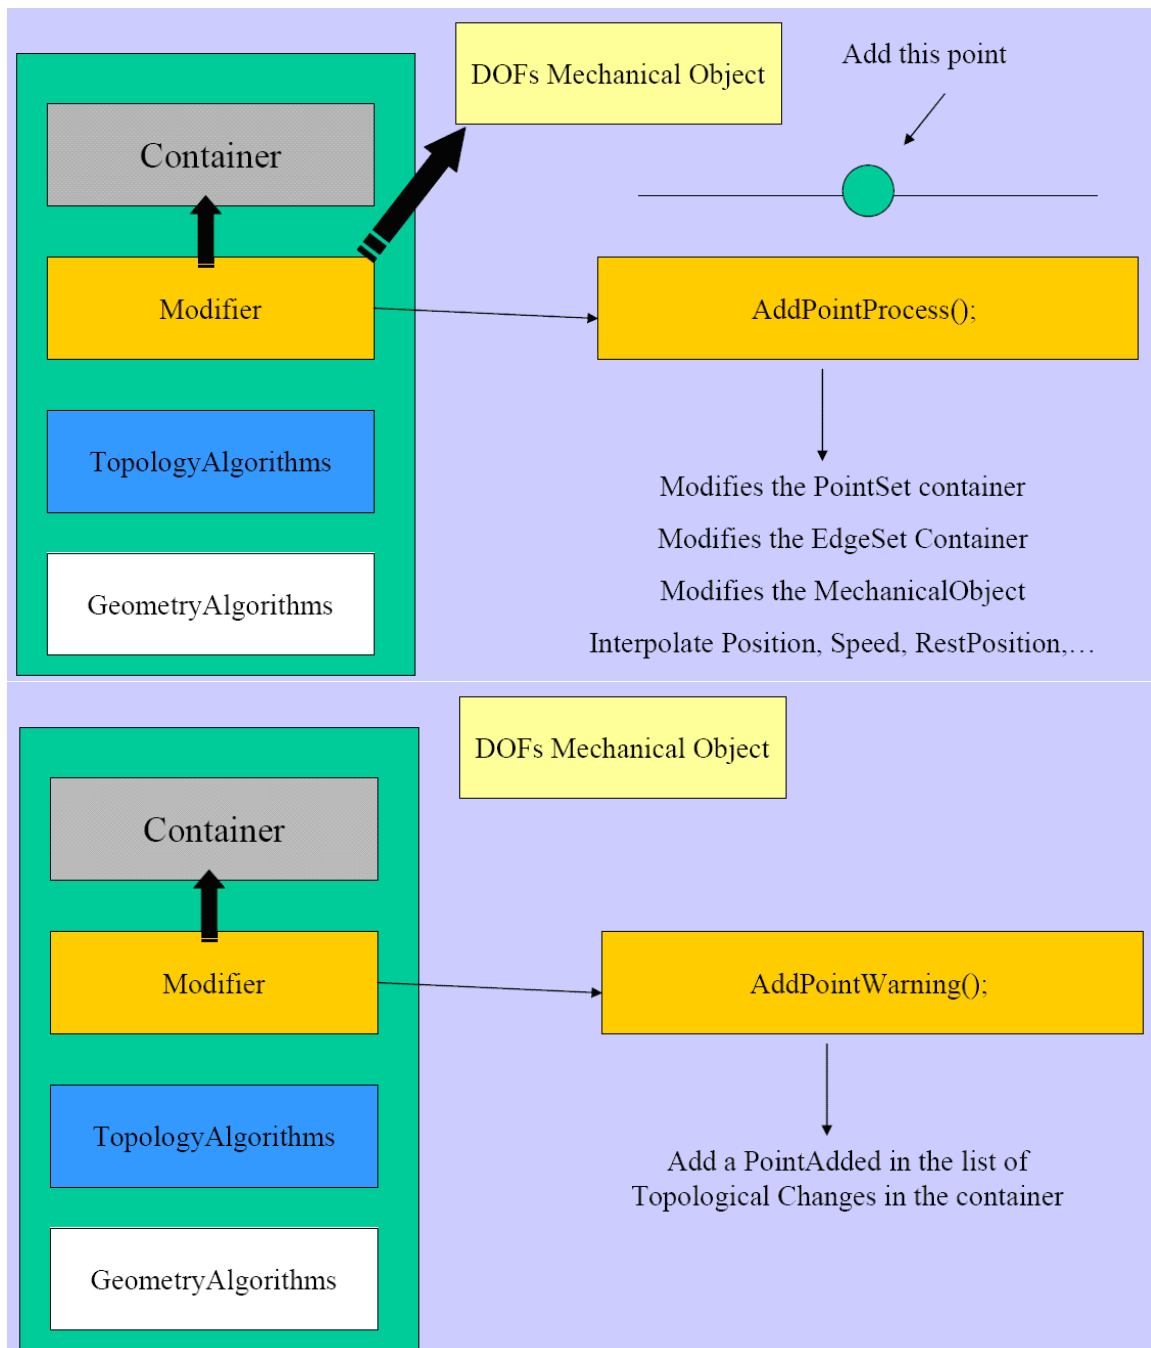 DOFs Mechanical Object
Add this point
Container
Modifier
AddPointProcess();
TopologyAlgorithms
Modifies the PointSet container
Modifies the EdgeSet Container
Modifies the MechanicalObject
GeometryAlgorithms
Interpolate Position, Speed, RestPosition,…
DOFs Mechanical Object
Container
Modifier
AddPointWarning();
TopologyAlgorithms
Add a PointAdded in the list of
Topological Changes in the container
GeometryAlgorithms